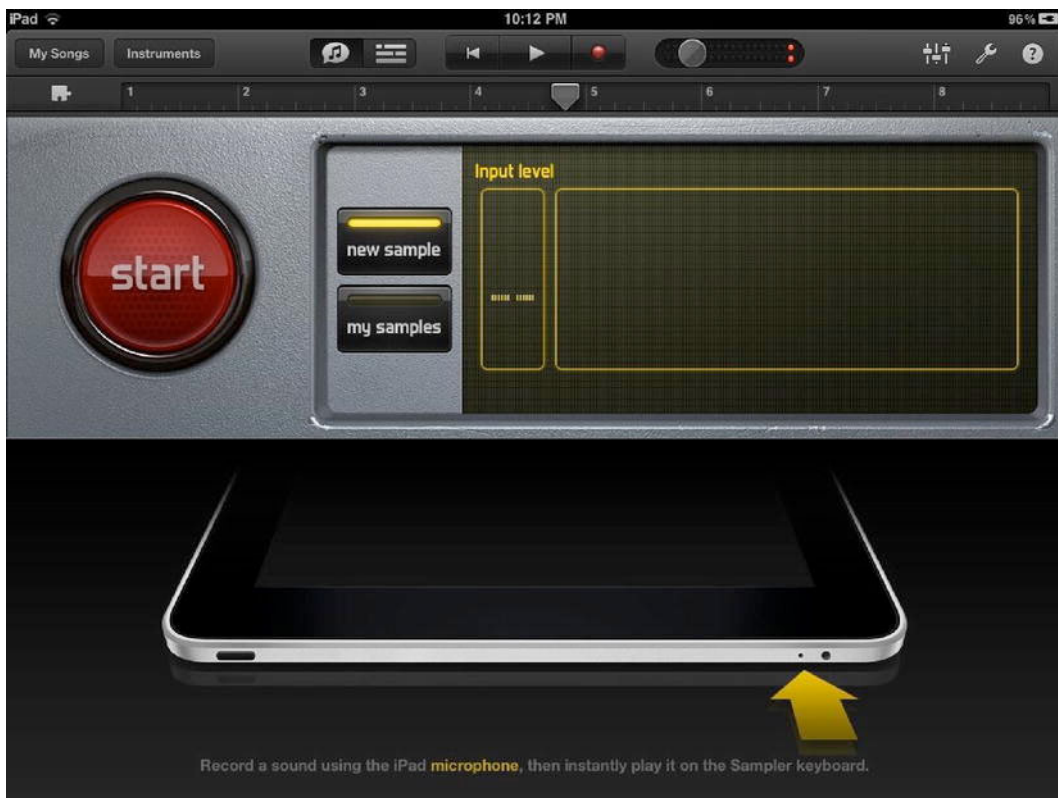 iPad 10:12 PM 96%
My Songs Instruments ?
1 2 3 4 5 6 7 8
Input level
new sample
start
my samples
Record a sound using the iPad microphone, then instantly play it on the Sampler keyboard.